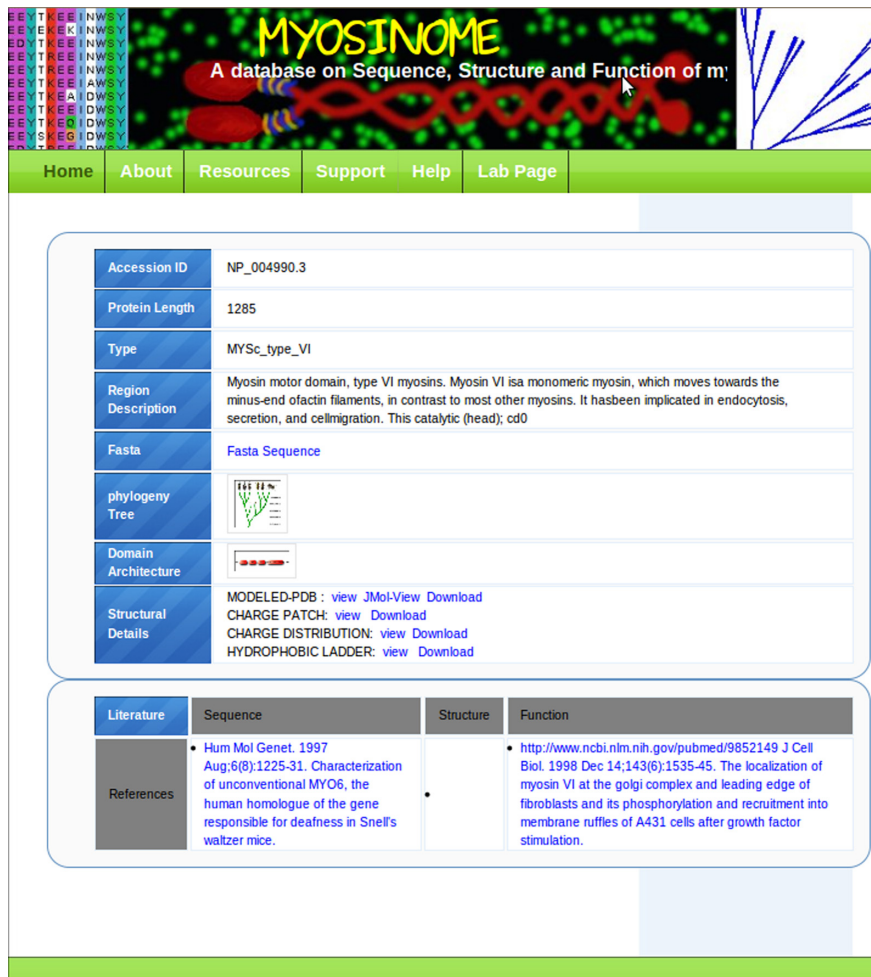 EEYTKEEINWSY
EEYEKEKINWSY
EDYTKEEINWSY
EEYTREEINWSY
EEYTREEINWSY
EEYTKEEIAWSY
EEYTKEAIDWSY
EEYTKEEIDWSY
EEYTKEQIDWSY
EEYSKEGIDWSY
MYOSINOME
A database on Sequence, Structure and Function of my
Home About Resources Support Help Lab Page
Accession ID NP_004990.3
Protein Length 1285
Type MYSc_type_VI
Region Description
Myosin motor domain, type VI myosins. Myosin VI isa monomeric myosin, which moves towards the
minus-end ofactin filaments, in contrast to most other myosins. It hasbeen implicated in endocytosis,
secretion, and cellmigration. This catalytic (head); cd0
Fasta Fasta Sequence
phylogeny
Tree
Domain
Architecture
Structural
Details
MODELED-PDB : view JMol-View Download
CHARGE PATCH: view Download
CHARGE DISTRIBUTION: view Download
HYDROPHOBIC LADDER: view Download
Literature Sequence Structure Function
References
• Hum Mol Genet. 1997
Aug;6(8):1225-31. Characterization
of unconventional MYO6, the
human homologue of the gene
responsible for deafness in Snell's
waltzer mice.
•
• http://www.ncbi.nlm.nih.gov/pubmed/9852149 J Cell
Biol. 1998 Dec 14;143(6):1535-45. The localization of
myosin VI at the golgi complex and leading edge of
fibroblasts and its phosphorylation and recruitment into
membrane ruffles of A431 cells after growth factor
stimulation.